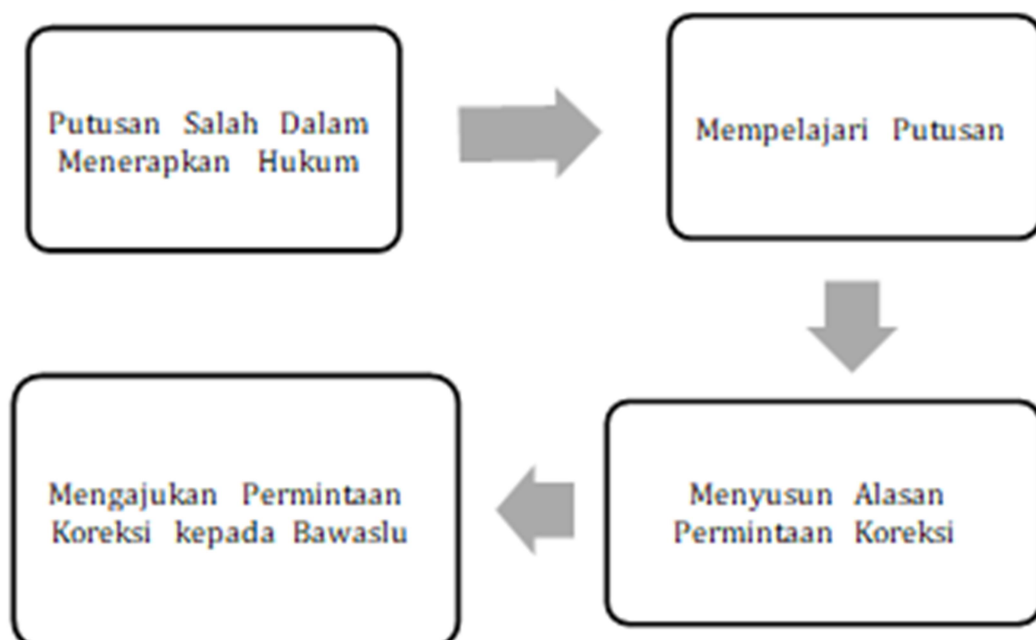 Putusan Salah Dalam
Menerapkan Hukum
Mempelajari Putusan
Menyusun Alasan
Permintaan Koreksi
Mengajukan Permintaan
Koreksi kepada Bawaslu